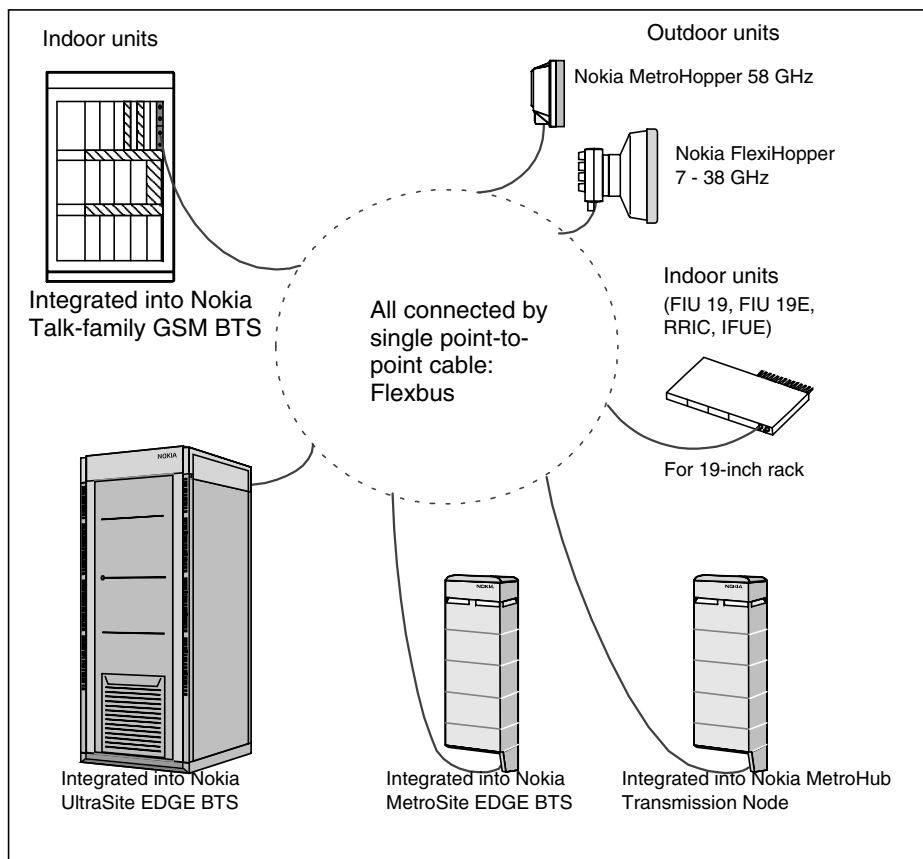 Indoor units
Outdoor units
Nokia MetroHopper 58 GHz
Nokia FlexiHopper
7 - 38 GHz
Integrated into Nokia
Talk-family GSM BTS
All connected by
single point-to-
point cable:
Flexbus
Indoor units
(FIU 19, FIU 19E,
RRIC, IFUE)
For 19-inch rack
NOKIA
Integrated into Nokia
UltraSite EDGE BTS
NOKIA
Integrated into Nokia
MetroSite EDGE BTS
NOKIA
Integrated into Nokia MetroHub
Transmission Node